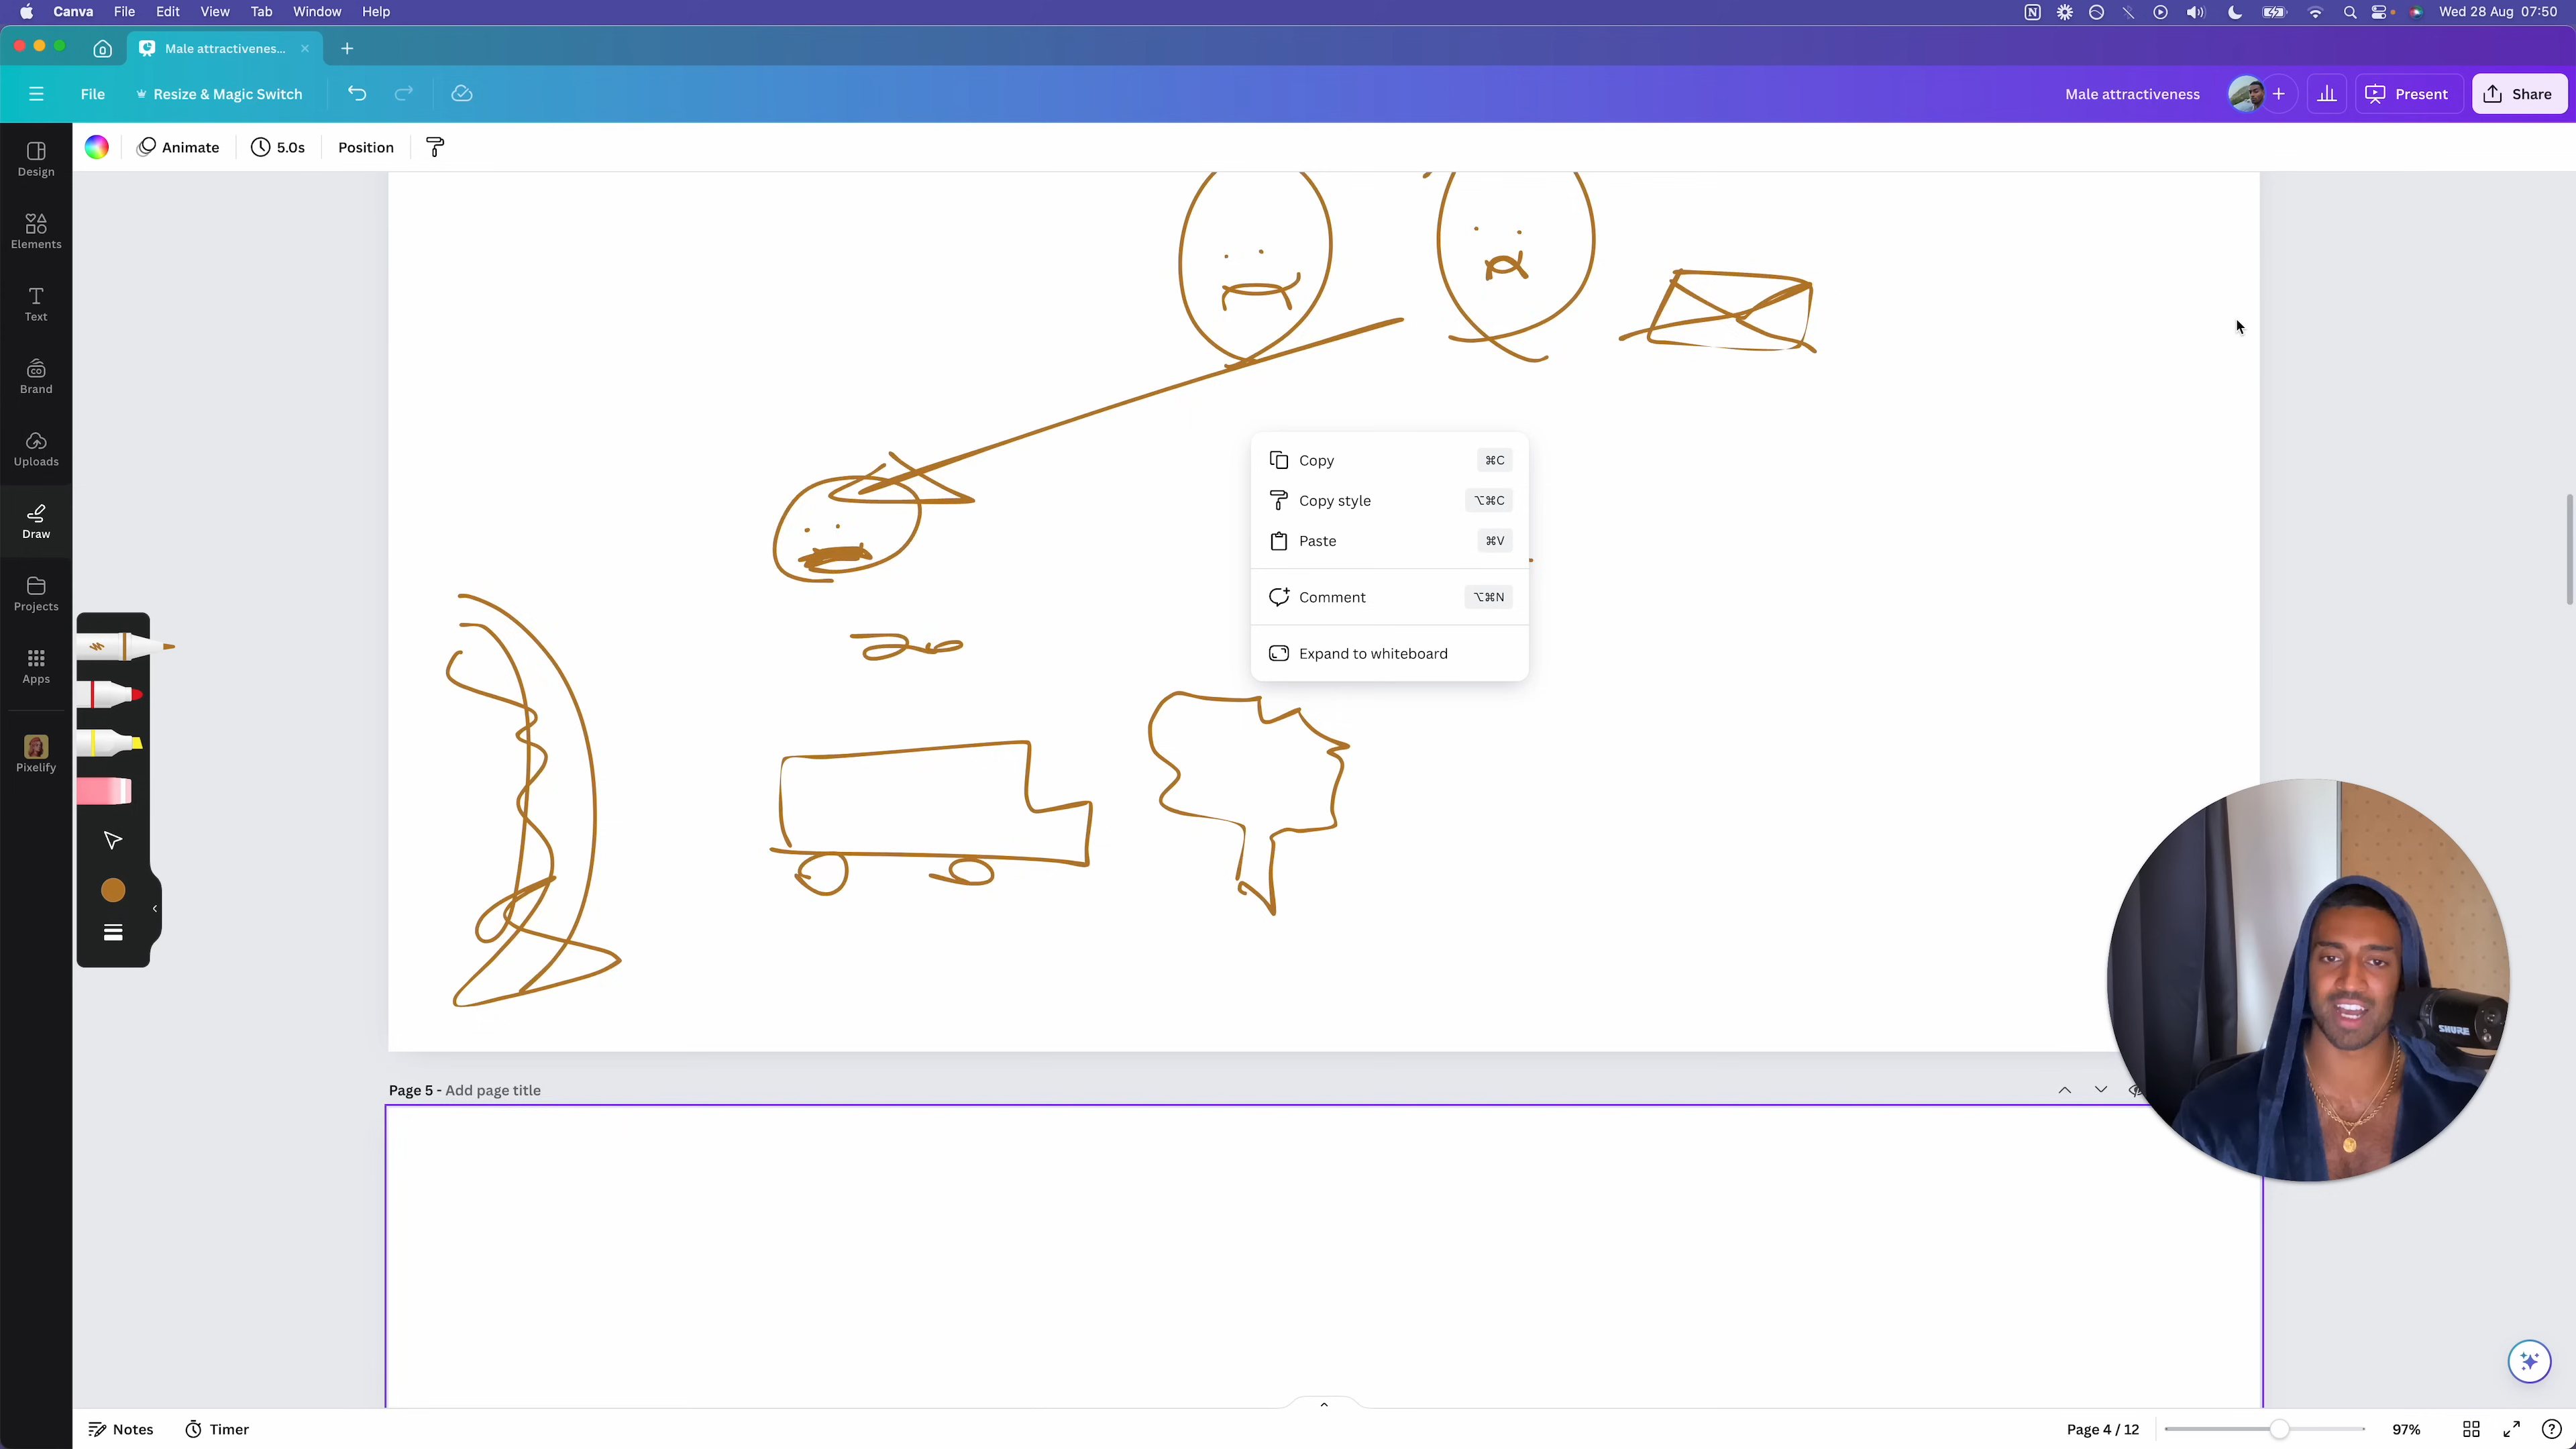 Canva File Edit View Tab Window Help
Wed 28 Aug 07:50
Male attractivenes...
File Resize & Magic Switch
Male attractiveness
Present
Share
Animate
5.0s
Position
Design
Elements
Text
Brand
Uploads
Draw
Projects
Apps
Pixelify
Copy ⌘C
Copy style ⌥⌘C
Paste ⌘V
Comment ⌥⌘N
Expand to whiteboard
SHURE
Page 5 - Add page title
Notes
Timer
Page 4 / 12
97%